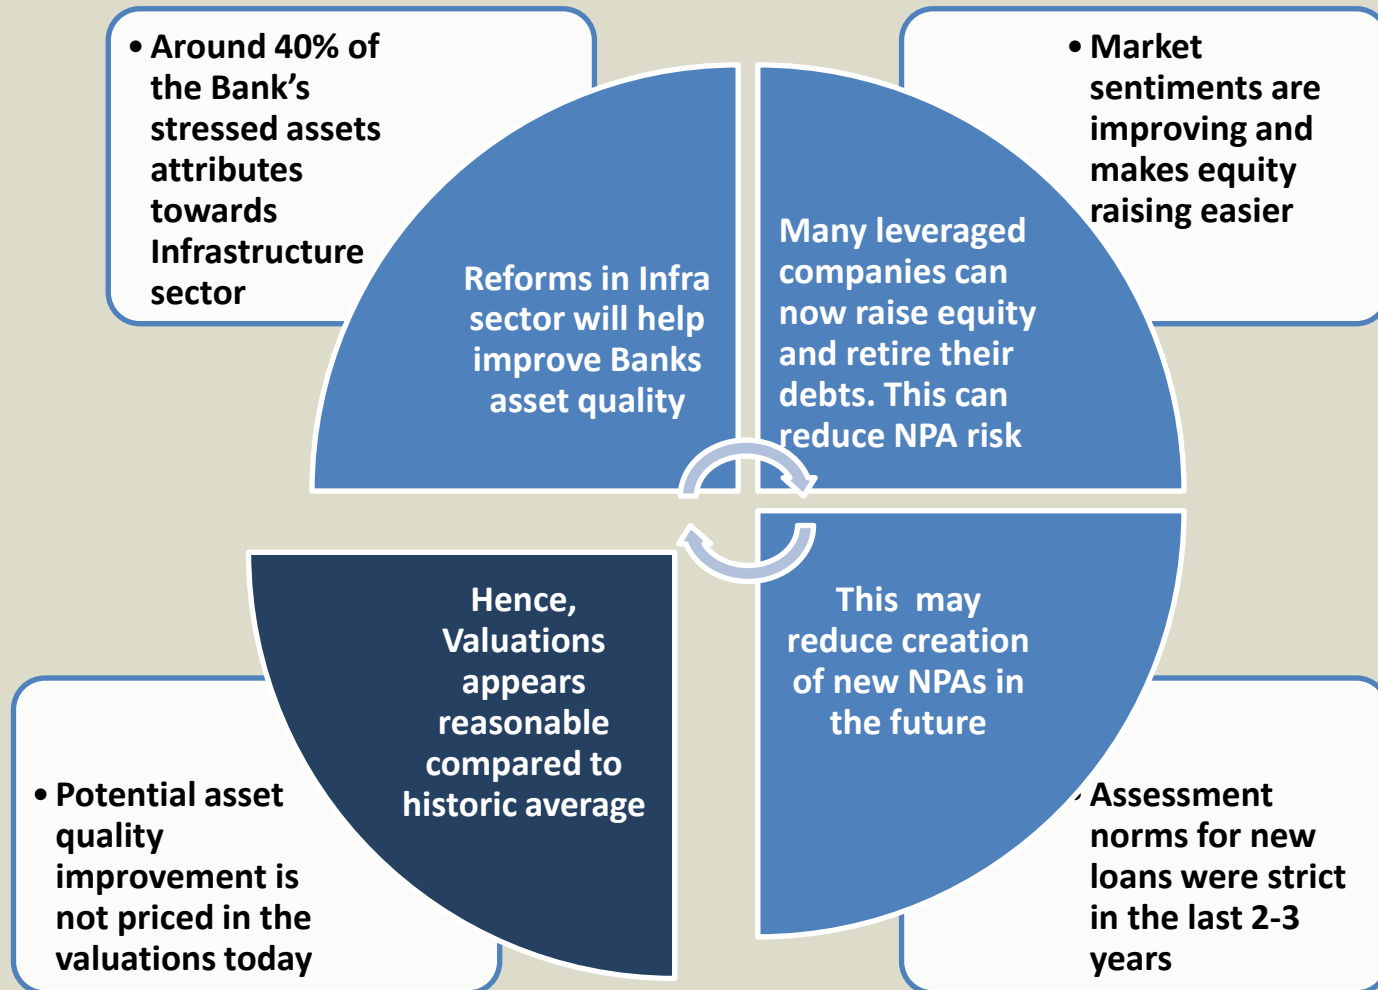 • Around 40% of
the Bank’s
stressed assets
attributes
towards
Infrastructure
sector
Reforms in Infra
sector will help
improve Banks
asset quality
• Market
sentiments are
improving and
makes equity
raising easier
Many leveraged
companies can
now raise equity
and retire their
debts. This can
reduce NPA risk
Hence,
Valuations
appears
reasonable
compared to
historic average
• Potential asset
quality
improvement is
not priced in the
valuations today
This may
reduce creation
of new NPAs in
the future
• Assessment
norms for new
loans were strict
in the last 2-3
years